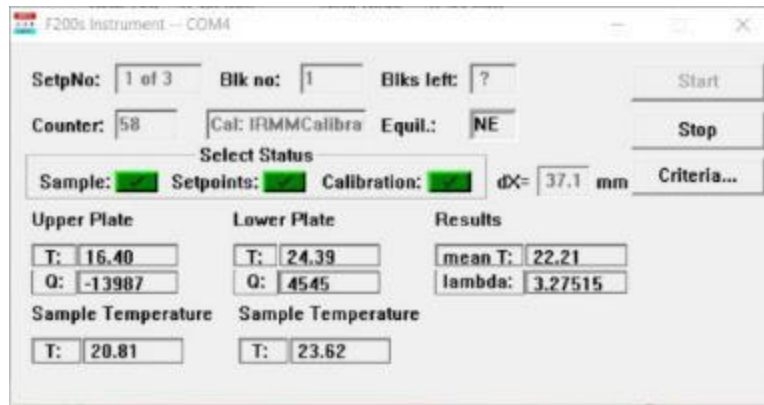 F200s Instrument -- COM4
SetpNo: 1 of 3 Blk no: 1 Blks left: ? Start
Counter: 58 Cal: IRMMCalibra Equil.: NE Stop
Select Status
Sample: Setpoints: Calibration: dX= 37.1 mm Criteria...
Upper Plate Lower Plate Results
T: 16.40 T: 24.39 mean T: 22.21
Q: -13987 Q: 4545 lambda: 3.27515
Sample Temperature Sample Temperature
T: 20.81 T: 23.62